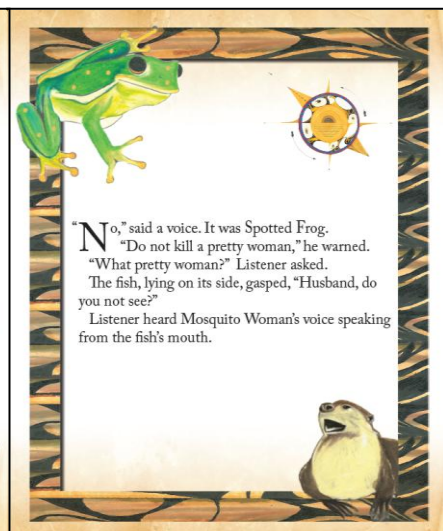 “No,” said a voice. It was Spotted Frog.
“Do not kill a pretty woman,” he warned.
“What pretty woman?” Listener asked.
The fish, lying on its side, gasped, “Husband, do
you not see?”
Listener heard Mosquito Woman’s voice speaking
from the fish’s mouth.